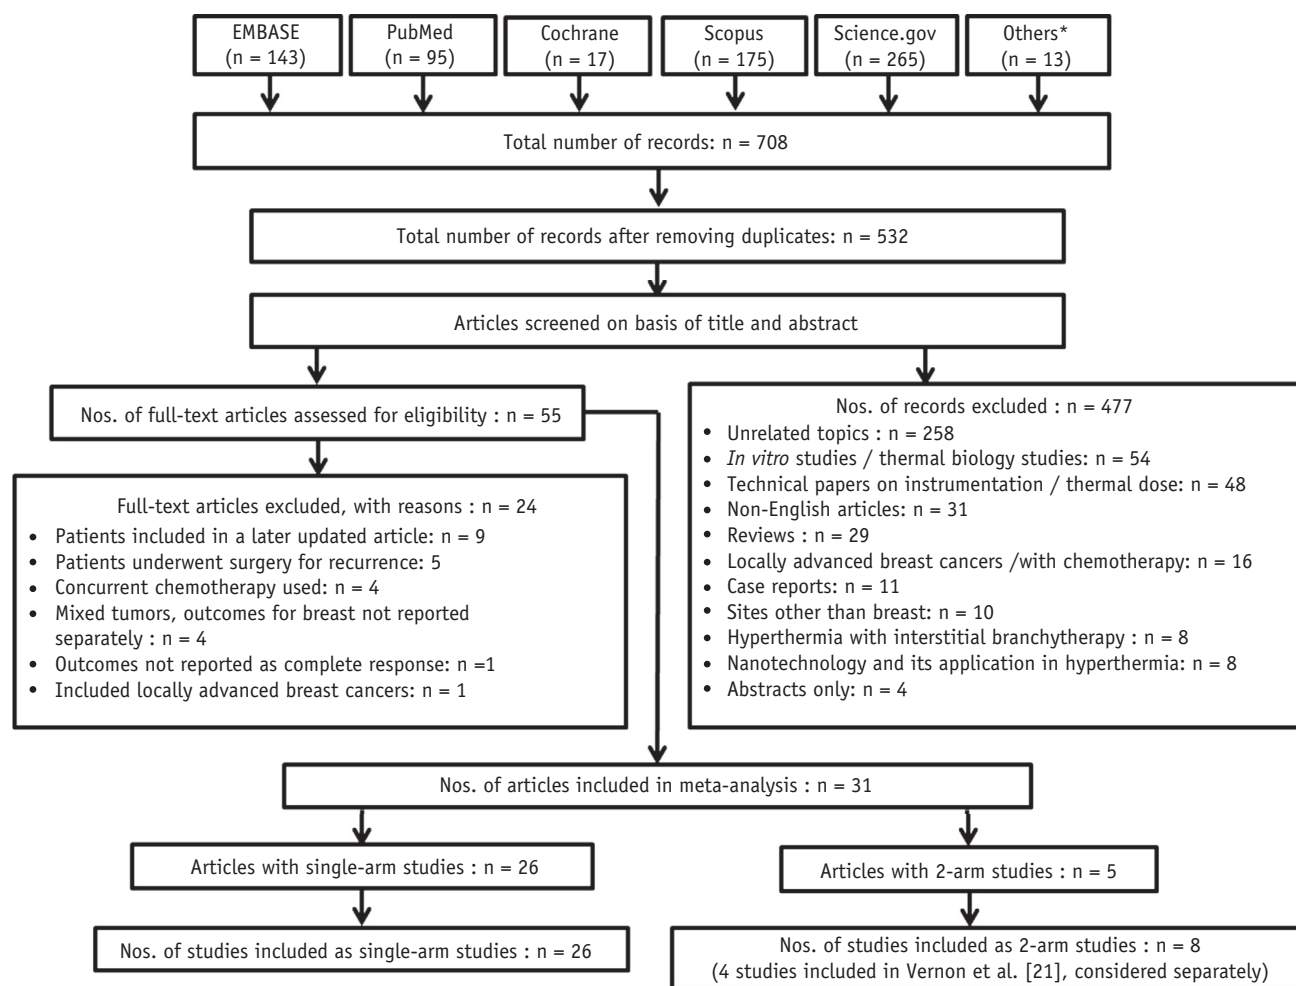 EMBASE
(n = 143)
PubMed
(n = 95)
Cochrane
(n = 17)
Scopus
(n = 175)
Science.gov
(n = 265)
Others*
(n = 13)
Total number of records: n = 708
Total number of records after removing duplicates: n = 532
Articles screened on basis of title and abstract
Nos. of full-text articles assessed for eligibility : n = 55
Full-text articles excluded, with reasons : n = 24
• Patients included in a later updated article: n = 9
• Patients underwent surgery for recurrence: 5
• Concurrent chemotherapy used: n = 4
• Mixed tumors, outcomes for breast not reported
separately : n = 4
• Outcomes not reported as complete response: n =1
• Included locally advanced breast cancers: n = 1
Nos. of records excluded : n = 477
• Unrelated topics : n = 258
• In vitro studies / thermal biology studies: n = 54
• Technical papers on instrumentation / thermal dose: n = 48
• Non-English articles: n = 31
• Reviews : n = 29
• Locally advanced breast cancers /with chemotherapy: n = 16
• Case reports: n = 11
• Sites other than breast: n = 10
• Hyperthermia with interstitial branchytherapy : n = 8
• Nanotechnology and its application in hyperthermia: n = 8
• Abstracts only: n = 4
Nos. of articles included in meta-analysis : n = 31
Articles with single-arm studies : n = 26
Articles with 2-arm studies : n = 5
Nos. of studies included as single-arm studies : n = 26
Nos. of studies included as 2-arm studies : n = 8
(4 studies included in Vernon et al. [21], considered separately)